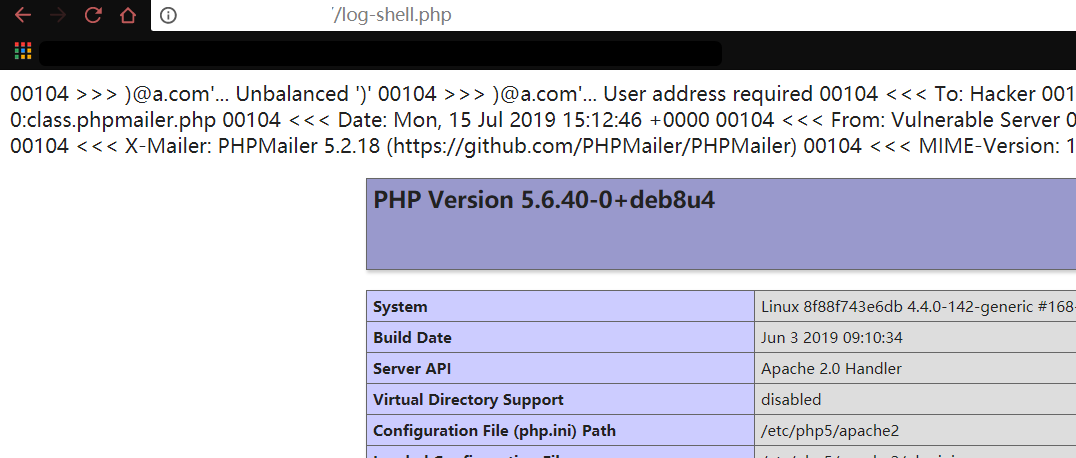 /log-shell.php
00104 >>> )@a.com'... Unbalanced ')' 00104 >>> )@a.com'... User address required 00104 <<< To: Hacker 001
0:class.phpmailer.php 00104 <<< Date: Mon, 15 Jul 2019 15:12:46 +0000 00104 <<< From: Vulnerable Server 0
00104 <<< X-Mailer: PHPMailer 5.2.18 (https://github.com/PHPMailer/PHPMailer) 00104 <<< MIME-Version: 1
PHP Version 5.6.40-0+deb8u4
System Linux 8f88f743e6db 4.4.0-142-generic #168-
Build Date Jun 3 2019 09:10:34
Server API Apache 2.0 Handler
Virtual Directory Support disabled
Configuration File (php.ini) Path /etc/php5/apache2